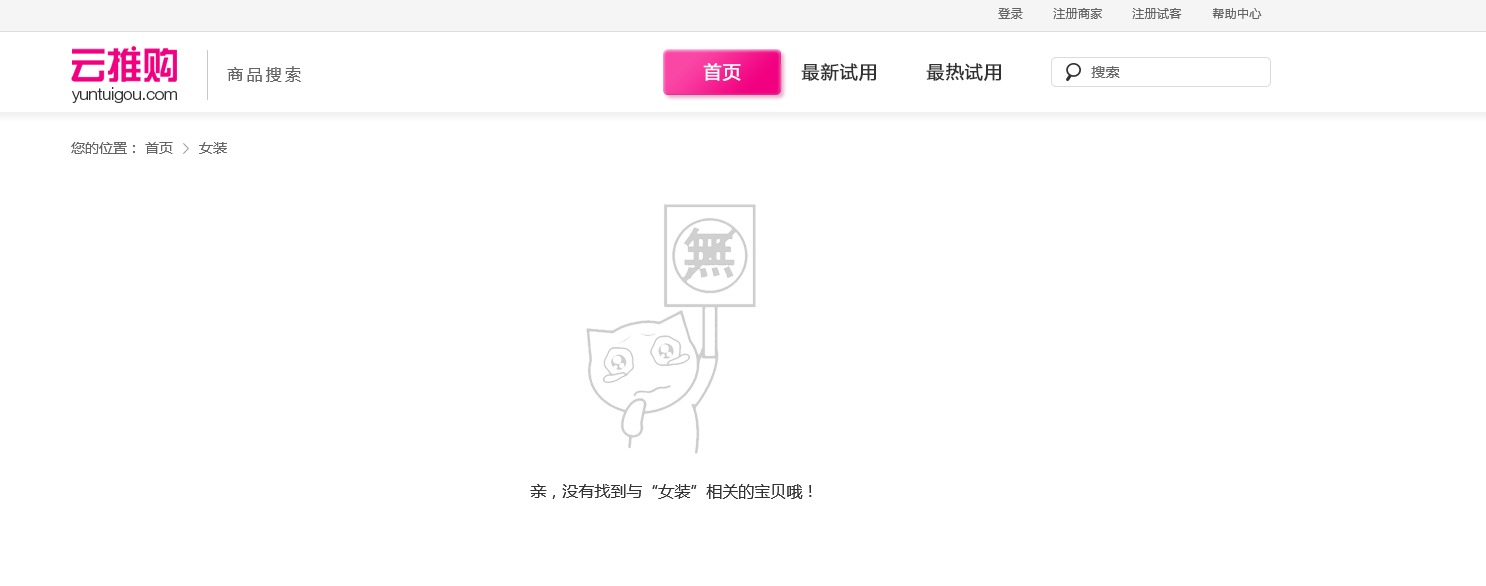 登录 注册商家 注册试客 帮助中心
云推购
yuntuigou.com
商品搜索
首页 最新试用 最热试用 搜索
您的位置： 首页 > 女装
無
亲，没有找到与“女装”相关的宝贝哦！